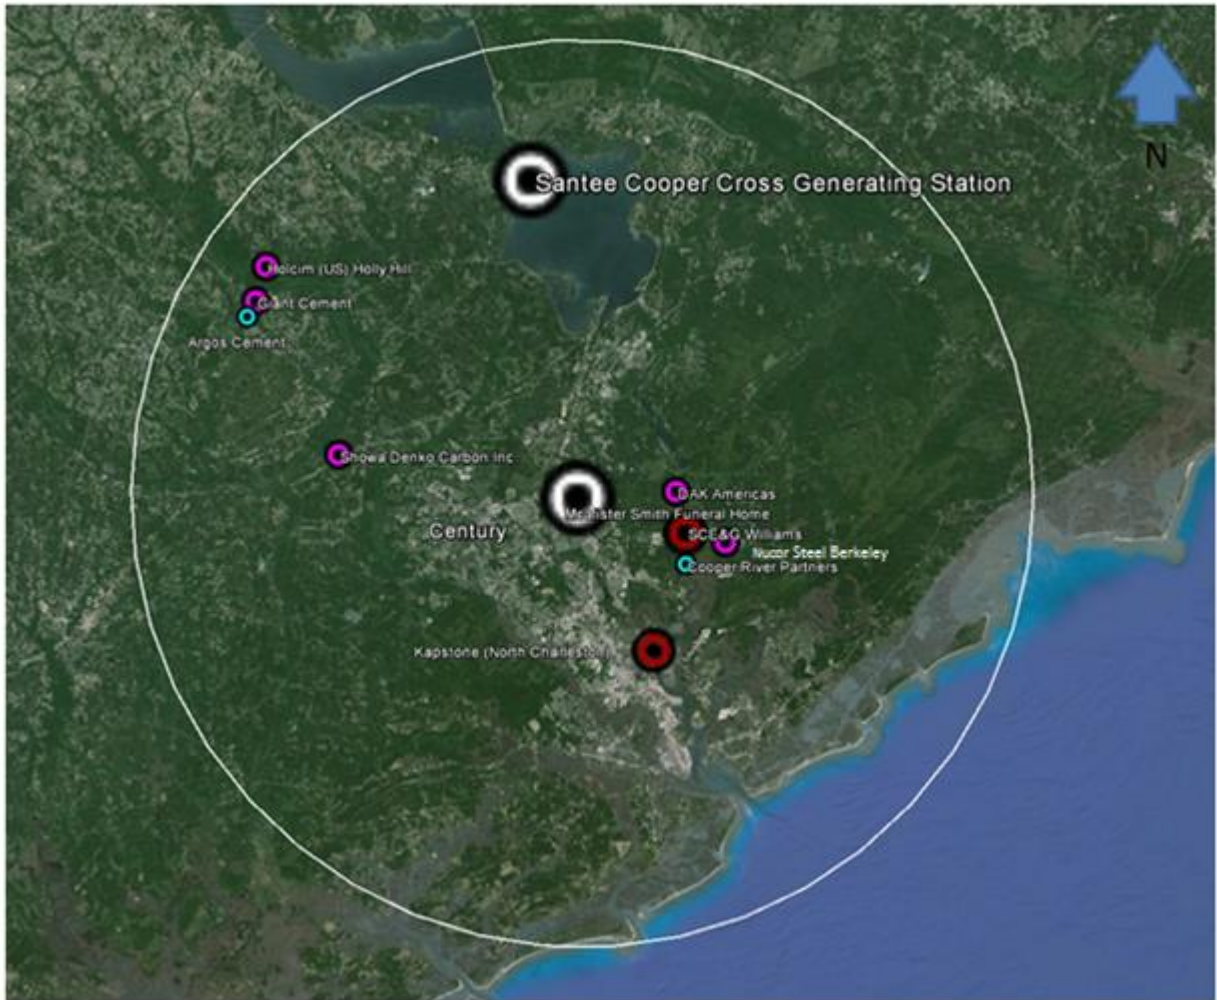 N
Santee Cooper Cross Generating Station
Holcim (US) Holly Hill
Giant Cement
Argos Cement
Showa Denko Carbon Inc
DAK Americas
McAlister Smith Funeral Home
Century
SCE&G Williams
Nucor Steel Berkeley
Cooper River Partners
Kapstone (North Charleston)